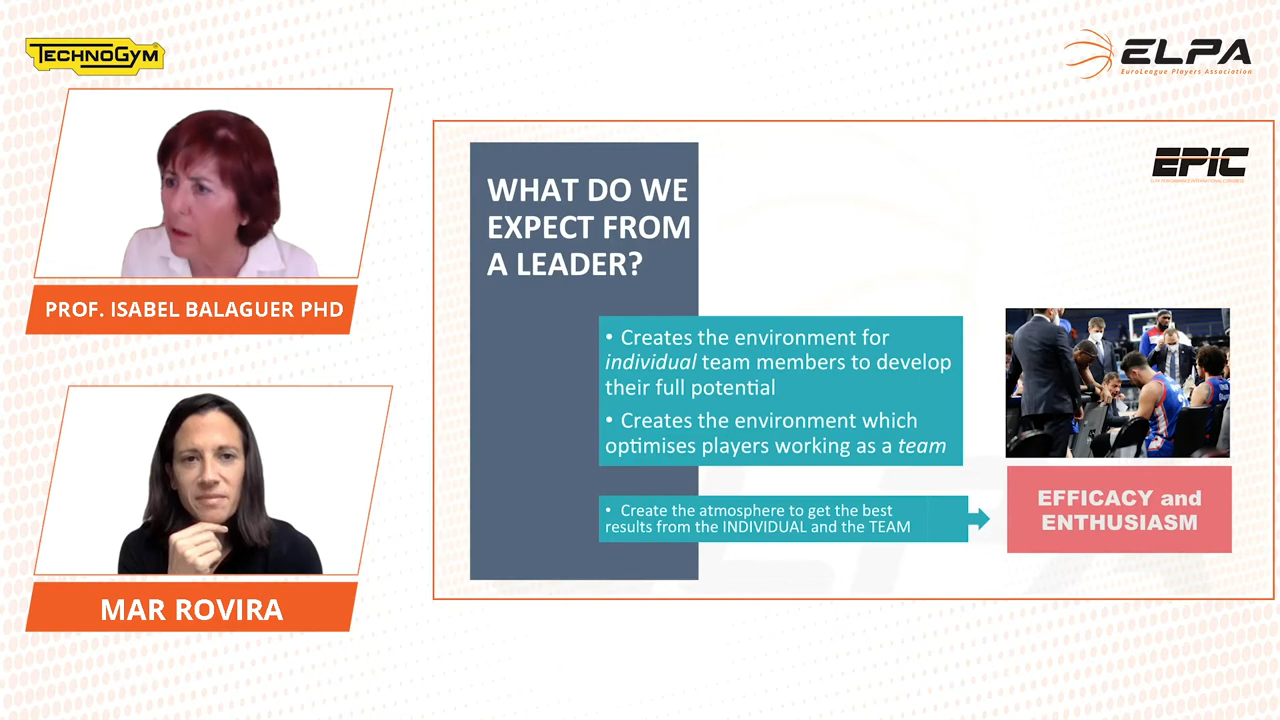 TECHNOGYM
ELPA
EuroLeague Players Association
PROF. ISABEL BALAGUER PHD
MAR ROVIRA
EPIC
WHAT DO WE
EXPECT FROM
A LEADER?
• Creates the environment for
individual team members to develop
their full potential
• Creates the environment which
optimises players working as a team
• Create the atmosphere to get the best
results from the INDIVIDUAL and the TEAM
EFFICACY and
ENTHUSIASM